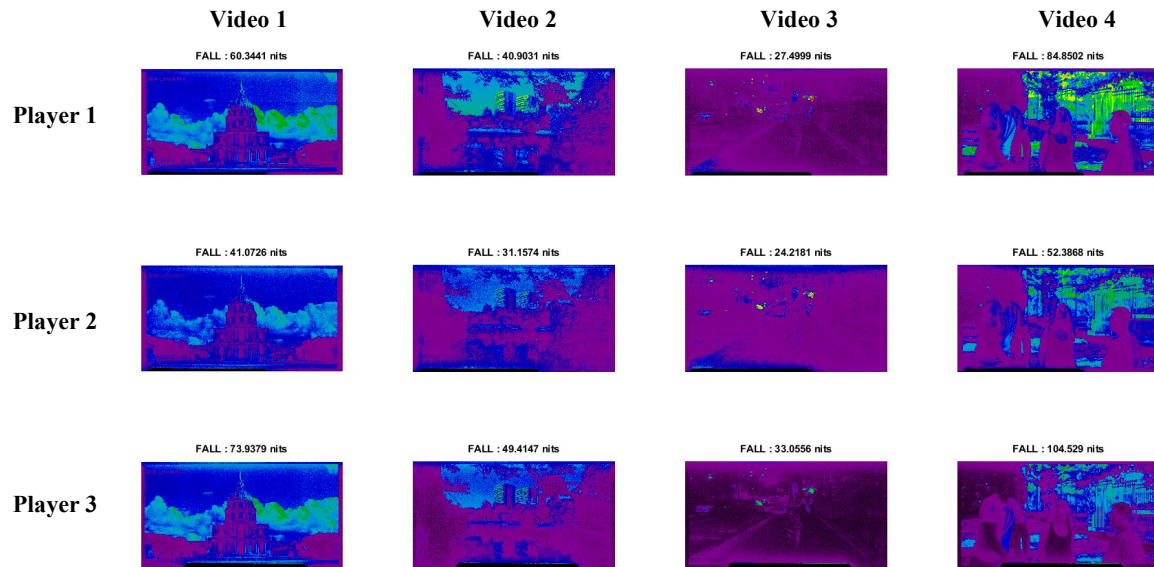 Video 1 Video 2 Video 3 Video 4
FALL : 60.3441 nits FALL : 40.9031 nits FALL : 27.4999 nits FALL : 84.8502 nits
Player 1
FALL : 41.0726 nits FALL : 31.1574 nits FALL : 24.2181 nits FALL : 52.3868 nits
Player 2
FALL : 73.9379 nits FALL : 49.4147 nits FALL : 33.0556 nits FALL : 104.529 nits
Player 3